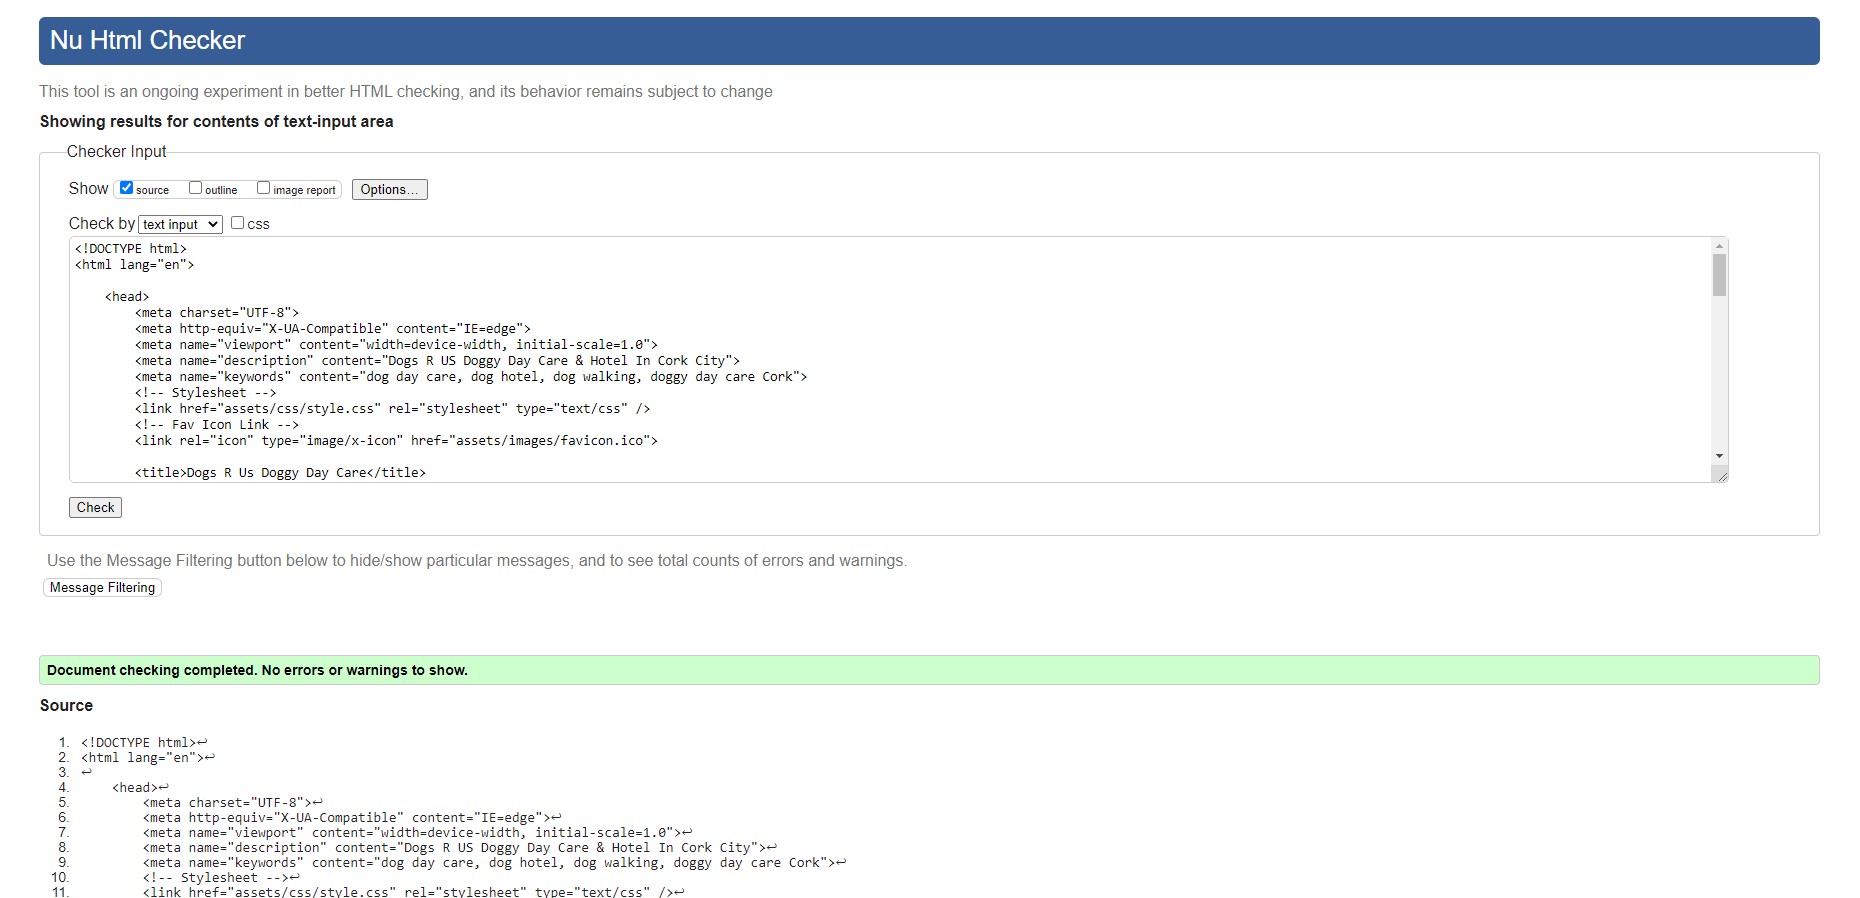 Nu Html Checker
This tool is an ongoing experiment in better HTML checking, and its behavior remains subject to change
Showing results for contents of text-input area
Checker Input
Show source outline image report Options...
Check by text input css
<!DOCTYPE html>
<html lang="en">
<head>
<meta charset="UTF-8">
<meta http-equiv="X-UA-Compatible" content="IE=edge">
<meta name="viewport" content="width=device-width, initial-scale=1.0">
<meta name="description" content="Dogs R US Doggy Day Care & Hotel In Cork City">
<meta name="keywords" content="dog day care, dog hotel, dog walking, doggy day care Cork">
<!-- Stylesheet -->
<link href="assets/css/style.css" rel="stylesheet" type="text/css" />
<!-- Fav Icon Link -->
<link rel="icon" type="image/x-icon" href="assets/images/favicon.ico">
<title>Dogs R Us Doggy Day Care</title>
Check
Use the Message Filtering button below to hide/show particular messages, and to see total counts of errors and warnings.
Message Filtering
Document checking completed. No errors or warnings to show.
Source
1. <!DOCTYPE html>↩
2. <html lang="en">↩
3. ↩
4. <head>↩
5. <meta charset="UTF-8">↩
6. <meta http-equiv="X-UA-Compatible" content="IE=edge">↩
7. <meta name="viewport" content="width=device-width, initial-scale=1.0">↩
8. <meta name="description" content="Dogs R US Doggy Day Care & Hotel In Cork City">↩
9. <meta name="keywords" content="dog day care, dog hotel, dog walking, doggy day care Cork">↩
10. <!-- Stylesheet -->↩
11. <link href="assets/css/style.css" rel="stylesheet" type="text/css" />↩